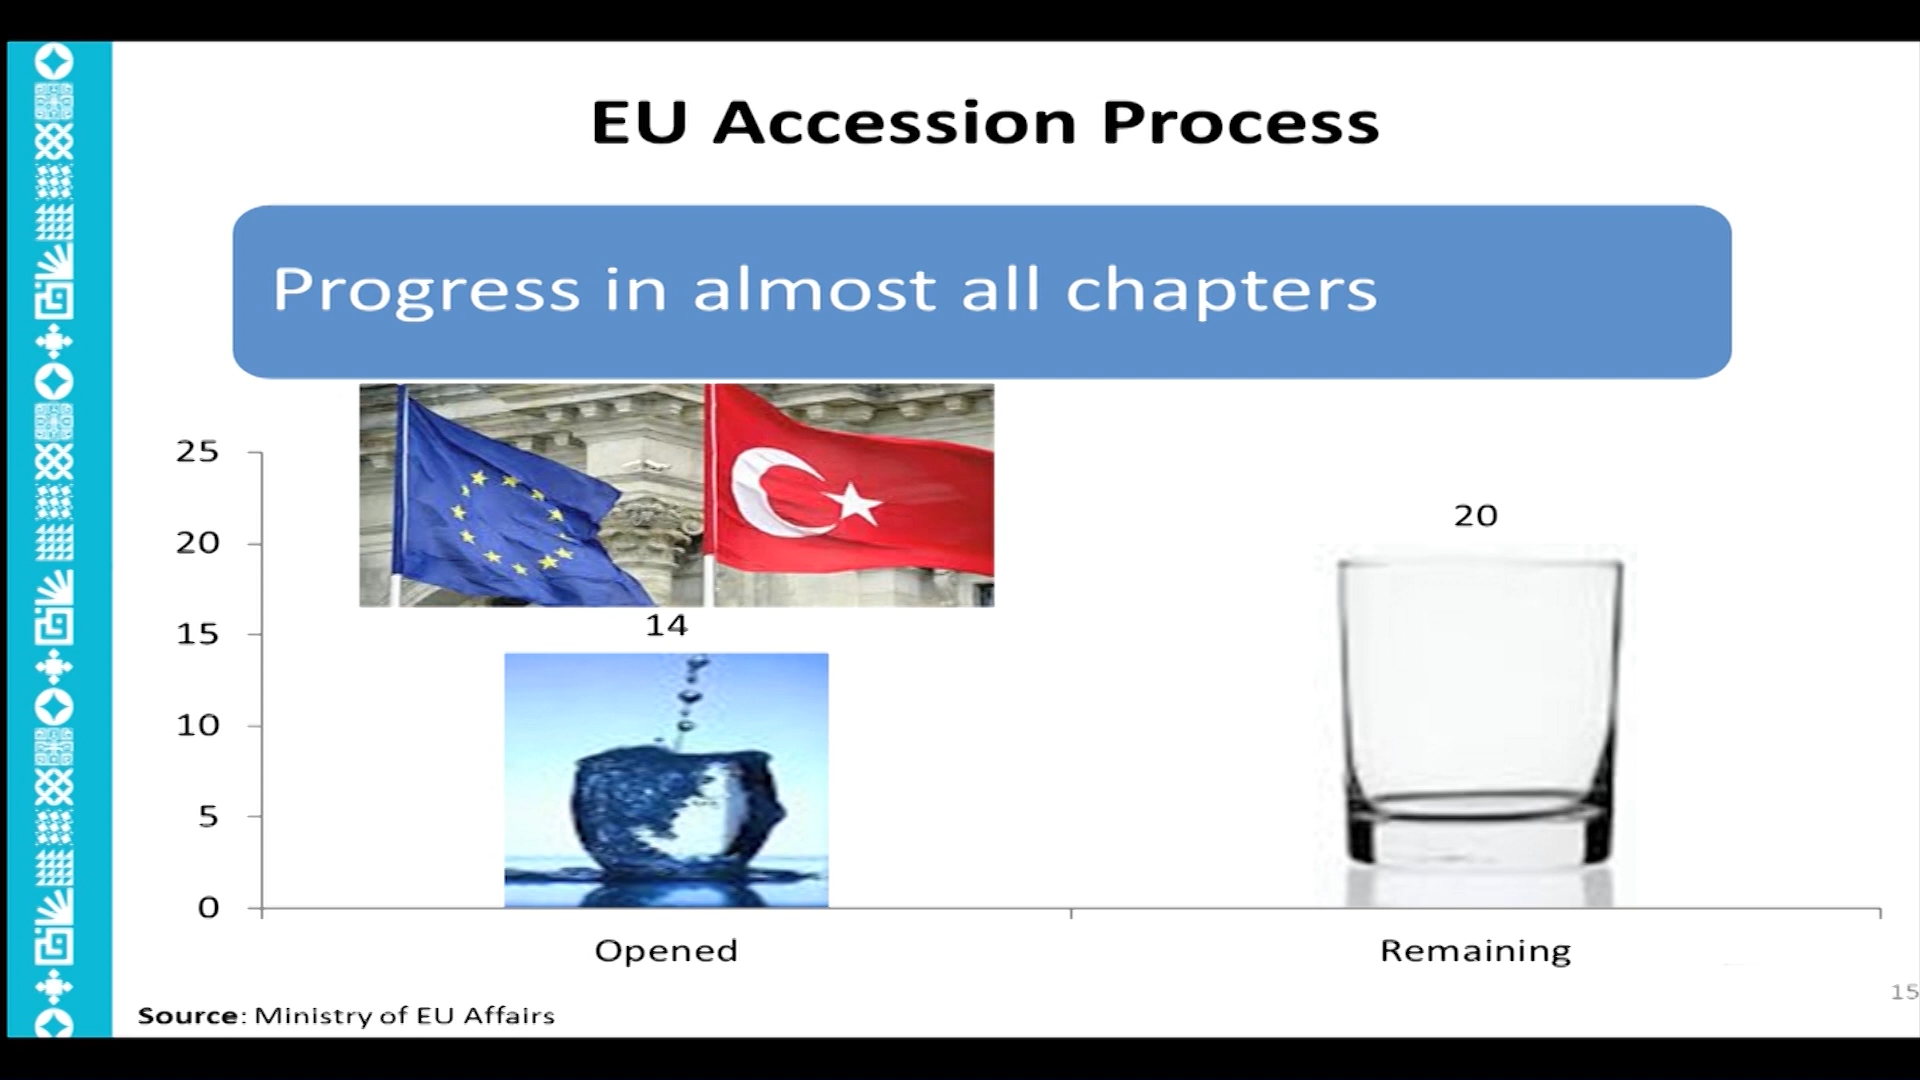 EU Accession Process
Progress in almost all chapters
25
20
15
10
5
0
14
20
Opened
Remaining
Source: Ministry of EU Affairs
15